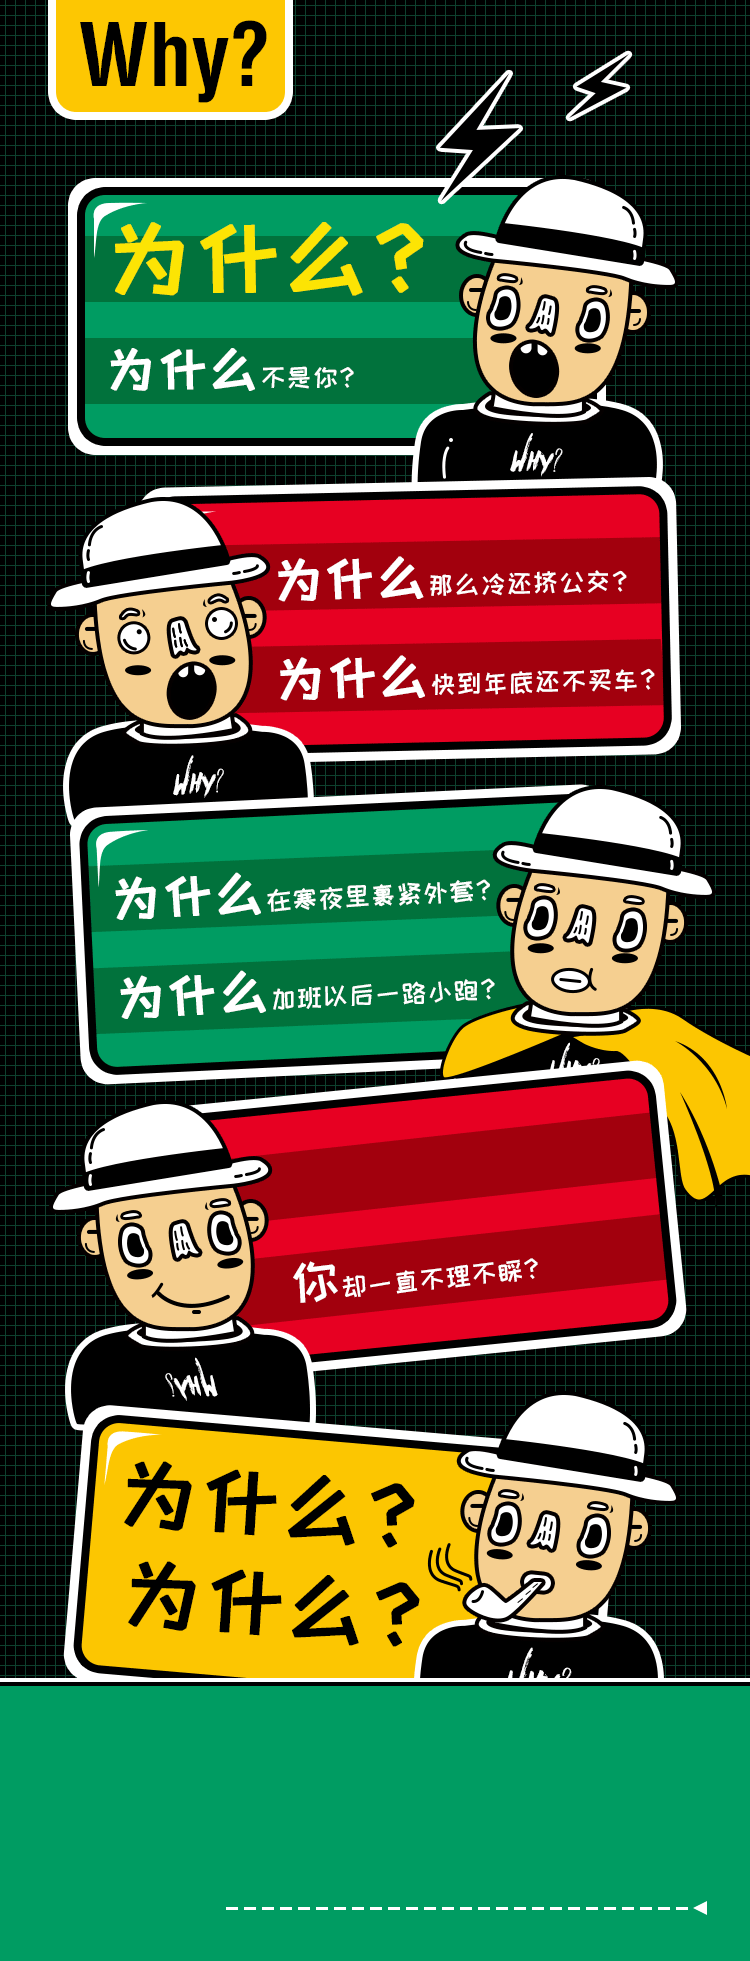 Why?
为什么?
为什么不是你?
WHY?
为什么那么冷还挤公交?
为什么快到年底还不买车?
WHY?
为什么在寒夜里裹紧外套?
为什么加班以后一路小跑?
你却一直不理不睬?
WHY?
为什么?
为什么?